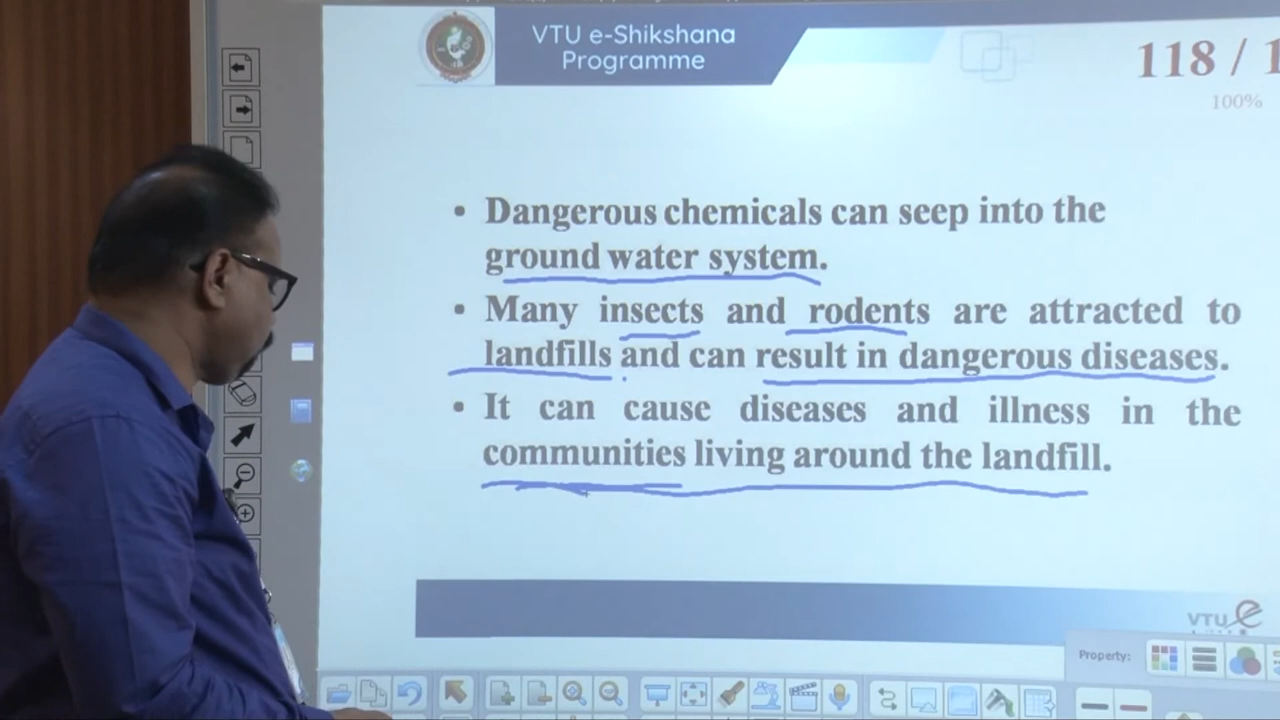 VTU e-Shikshana
Programme
118 / 1
100%
• Dangerous chemicals can seep into the
ground water system.
• Many insects and rodents are attracted to
landfills and can result in dangerous diseases.
• It can cause diseases and illness in the
communities living around the landfill.
VTU e
Property: